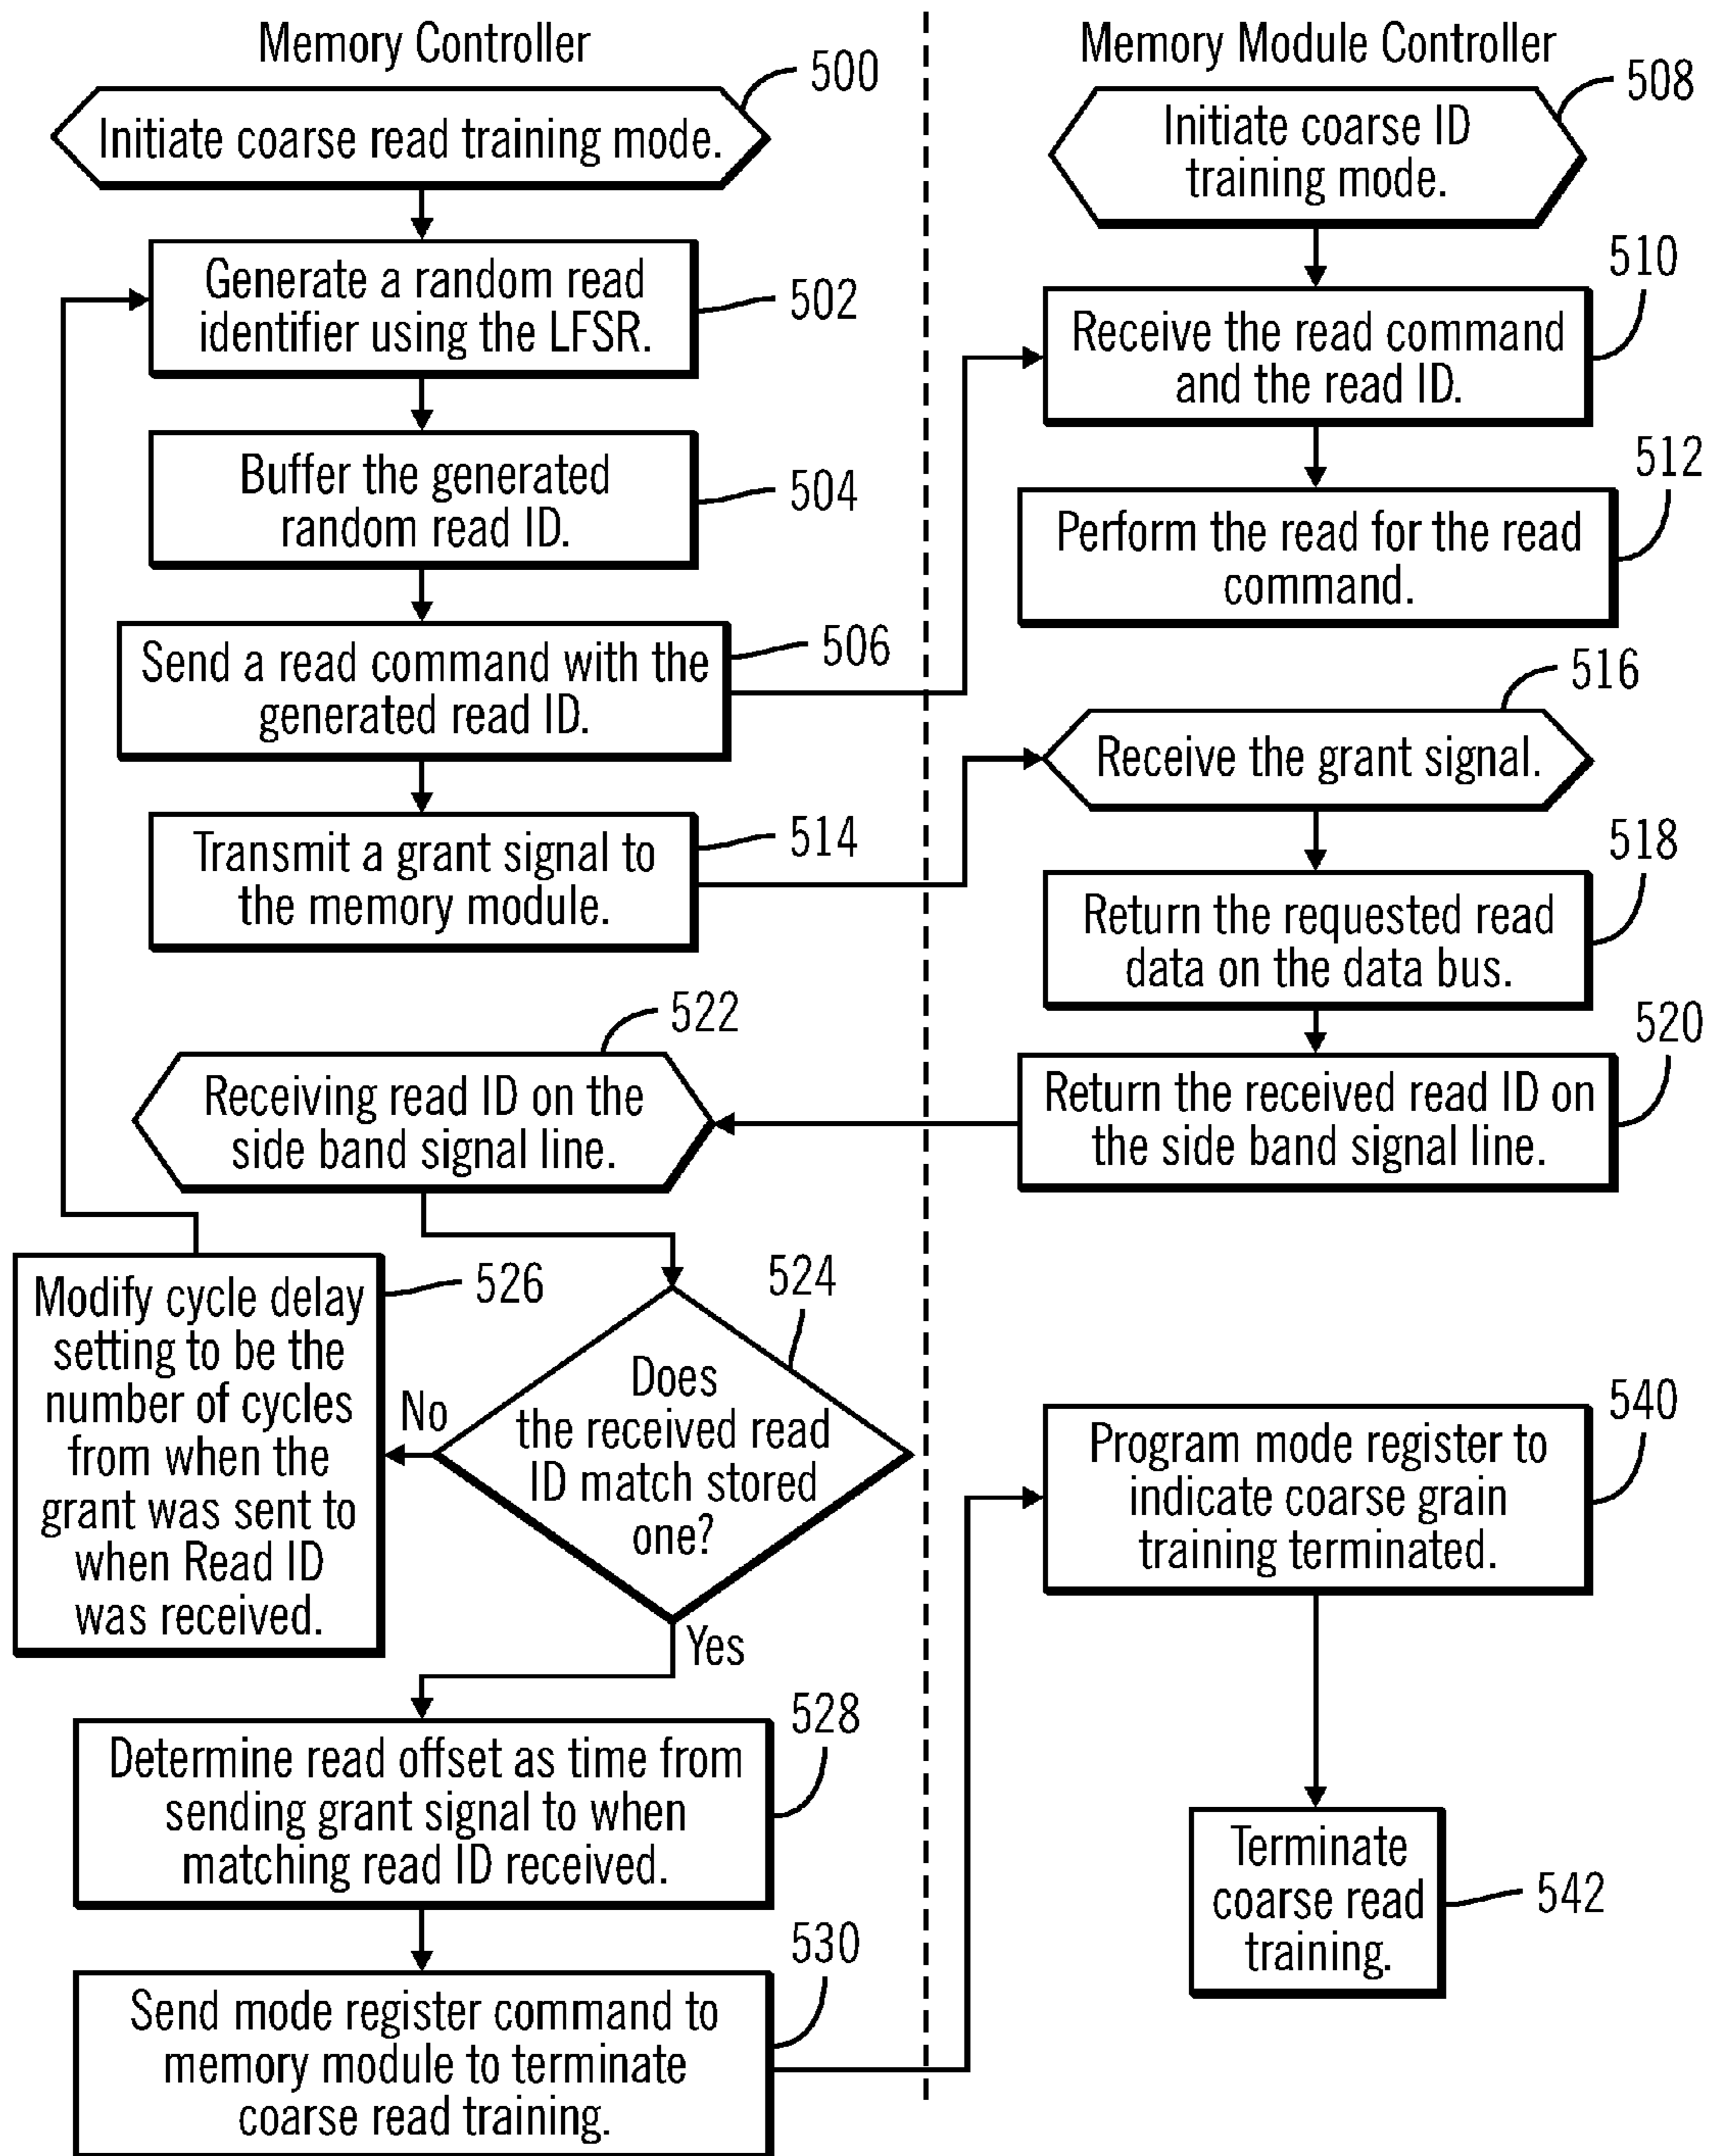 Memory Controller
500
Initiate coarse read training mode.
Generate a random read
identifier using the LFSR.
502
Buffer the generated
random read ID.
504
Send a read command with the
generated read ID.
506
Transmit a grant signal to
the memory module.
514
522
Receiving read ID on the
side band signal line.
Modify cycle delay
setting to be the
number of cycles
from when the
grant was sent to
when Read ID
was received.
526
524
Does
the received read
ID match stored
one?
No
Yes
528
Determine read offset as time from
sending grant signal to when
matching read ID received.
530
Send mode register command to
memory module to terminate
coarse read training.
Memory Module Controller
508
Initiate coarse ID
training mode.
510
Receive the read command
and the read ID.
512
Perform the read for the read
command.
516
Receive the grant signal.
518
Return the requested read
data on the data bus.
520
Return the received read ID on
the side band signal line.
540
Program mode register to
indicate coarse grain
training terminated.
Terminate
coarse read
training.
542